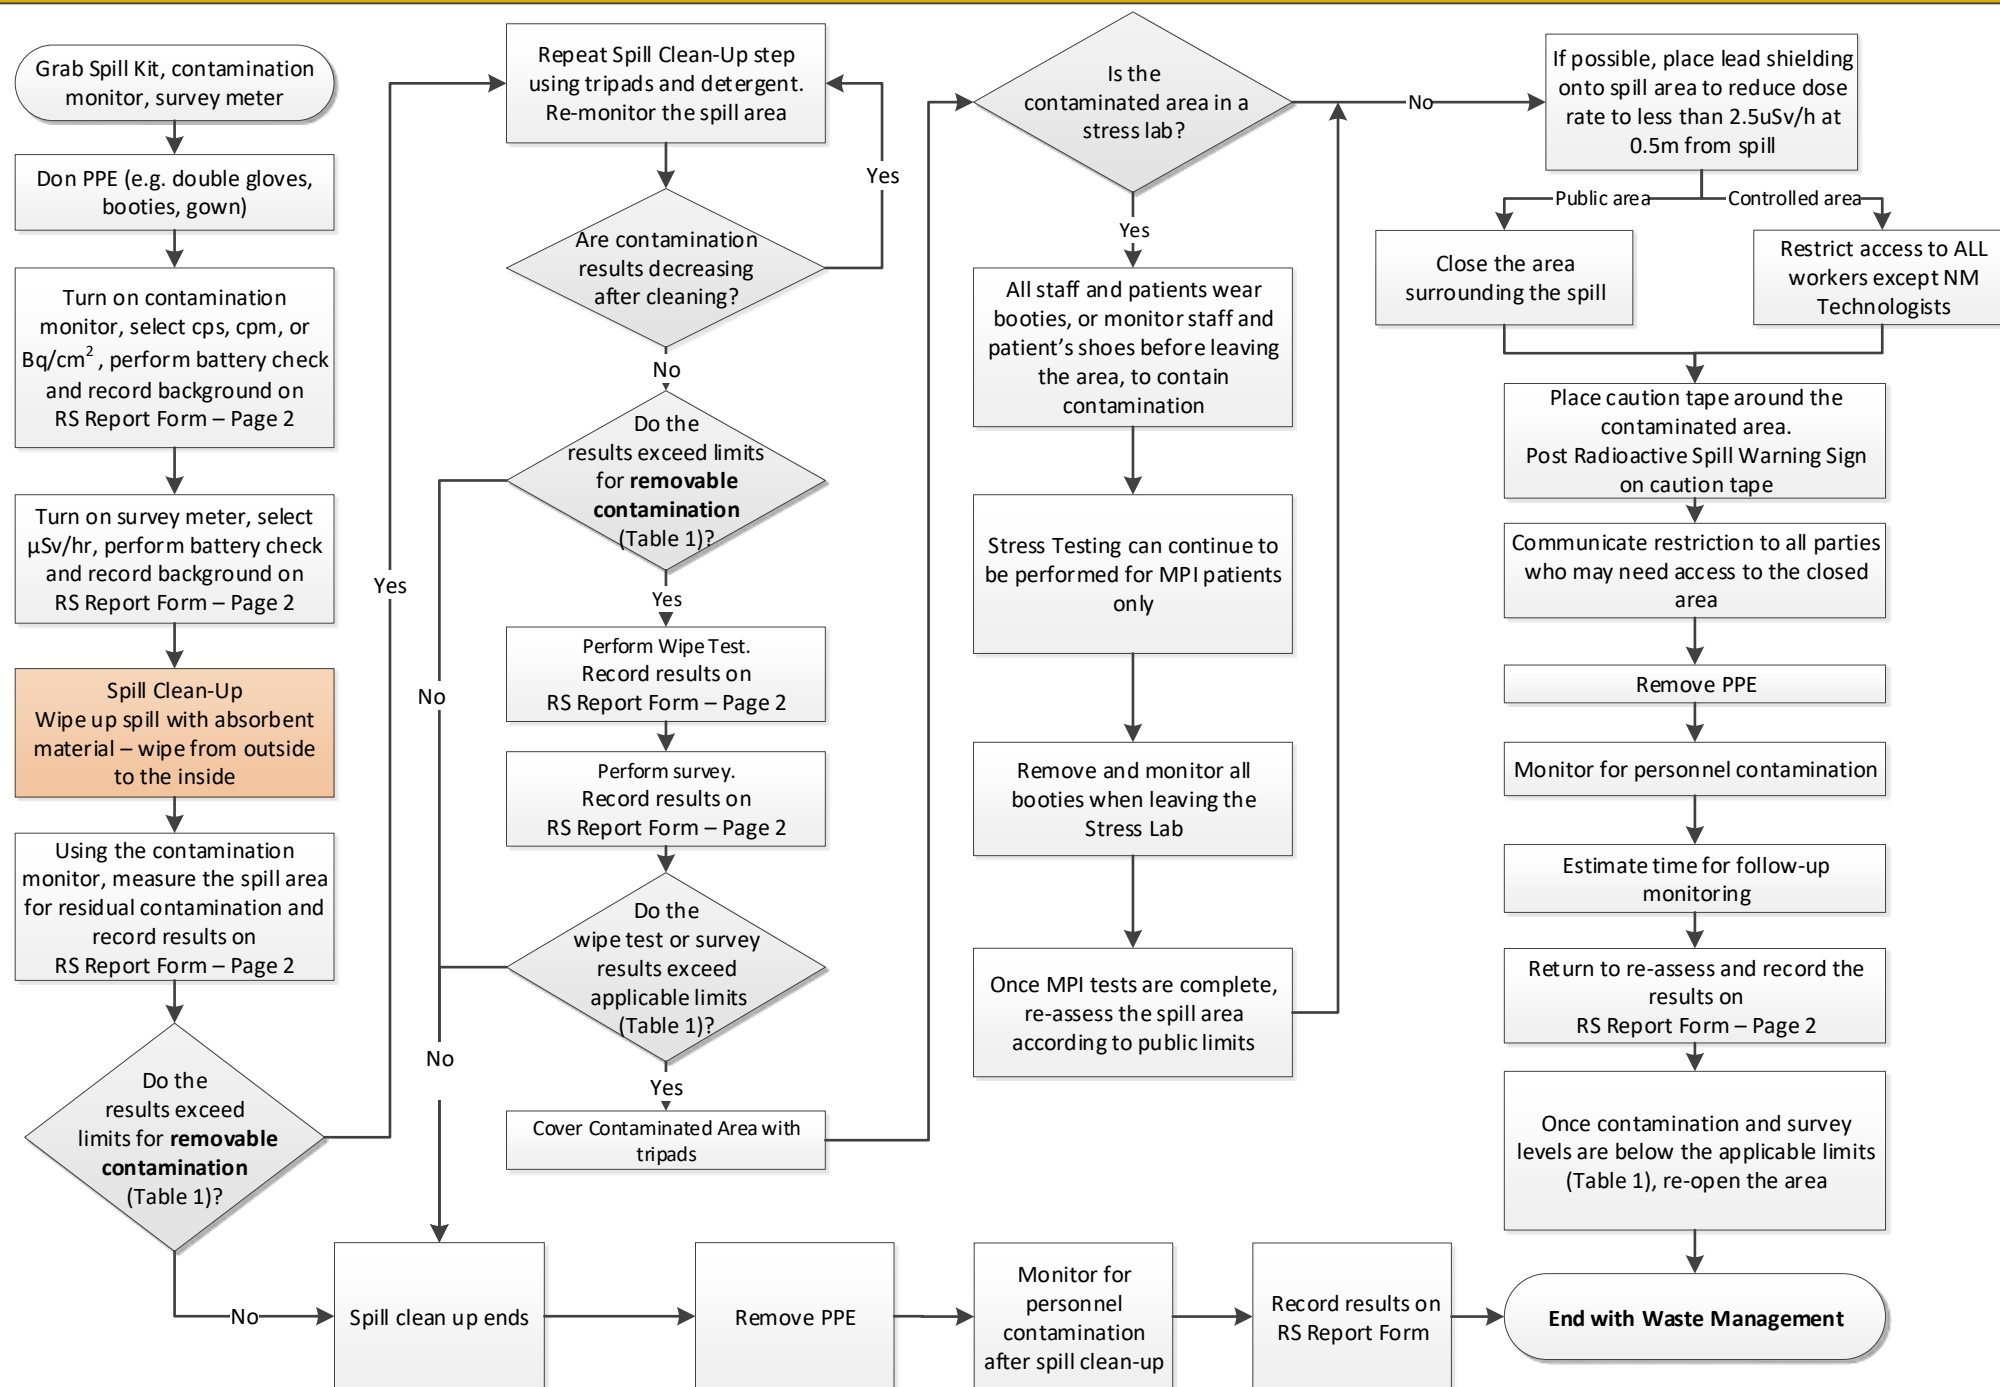 Grab Spill Kit, contamination
monitor, survey meter
Don PPE (e.g. double gloves,
booties, gown)
Turn on contamination
monitor, select cps, cpm, or
Bq/cm² , perform battery check
and record background on
RS Report Form – Page 2
Turn on survey meter, select
µSv/hr, perform battery check
and record background on
RS Report Form – Page 2
Spill Clean-Up
Wipe up spill with absorbent
material – wipe from outside
to the inside
Using the contamination
monitor, measure the spill area
for residual contamination and
record results on
RS Report Form – Page 2
Do the
results exceed
limits for removable
contamination
(Table 1)?
No
Yes
Repeat Spill Clean-Up step
using tripads and detergent.
Re-monitor the spill area
Yes
Are contamination
results decreasing
after cleaning?
No
Do the
results exceed limits
for removable
contamination
(Table 1)?
No
Yes
Perform Wipe Test.
Record results on
RS Report Form – Page 2
Perform survey.
Record results on
RS Report Form – Page 2
Do the
wipe test or survey
results exceed
applicable limits
(Table 1)?
No
Yes
Cover Contaminated Area with
tripads
Is the
contaminated area in a
stress lab?
No
Yes
All staff and patients wear
booties, or monitor staff and
patient's shoes before leaving
the area, to contain
contamination
Stress Testing can continue to
be performed for MPI patients
only
Remove and monitor all
booties when leaving the
Stress Lab
Once MPI tests are complete,
re-assess the spill area
according to public limits
If possible, place lead shielding
onto spill area to reduce dose
rate to less than 2.5uSv/h at
0.5m from spill
Public area
Controlled area
Close the area
surrounding the spill
Restrict access to ALL
workers except NM
Technologists
Place caution tape around the
contaminated area.
Post Radioactive Spill Warning Sign
on caution tape
Communicate restriction to all parties
who may need access to the closed
area
Remove PPE
Monitor for personnel contamination
Estimate time for follow-up
monitoring
Return to re-assess and record the
results on
RS Report Form – Page 2
Once contamination and survey
levels are below the applicable limits
(Table 1), re-open the area
Spill clean up ends
Remove PPE
Monitor for
personnel
contamination
after spill clean-up
Record results on
RS Report Form
End with Waste Management